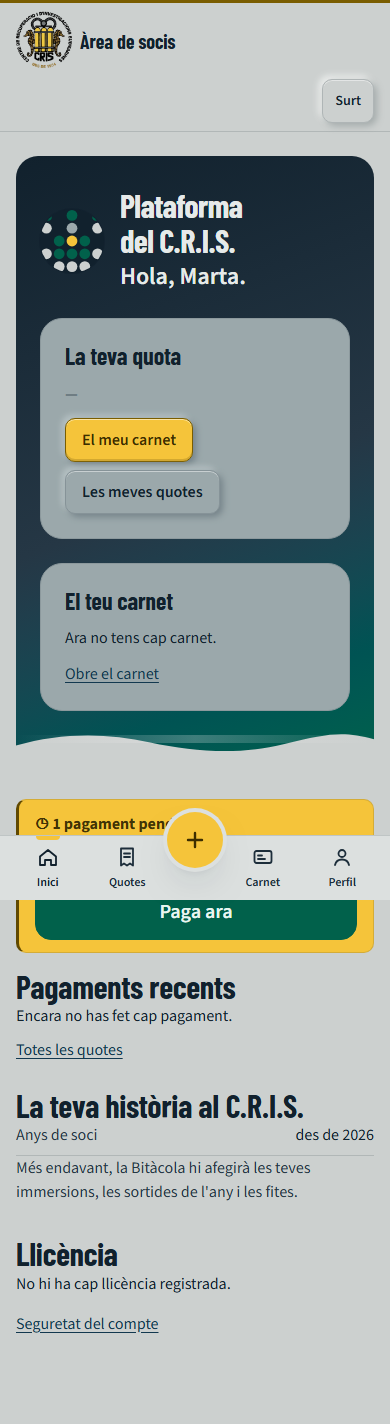 CRIS
Àrea de socis
Surt
Plataforma
del C.R.I.S.
Hola, Marta.
La teva quota
—
El meu carnet
Les meves quotes
El teu carnet
Ara no tens cap carnet.
Obre el carnet
1 pagament
Inici
Quotes
+
Carnet
Perfil
Paga ara
Pagaments recents
Encara no has fet cap pagament.
Totes les quotes
La teva història al C.R.I.S.
Anys de soci des de 2026
Més endavant, la Bitàcola hi afegirà les teves
immersions, les sortides de l'any i les fites.
Llicència
No hi ha cap llicència registrada.
Seguretat del compte